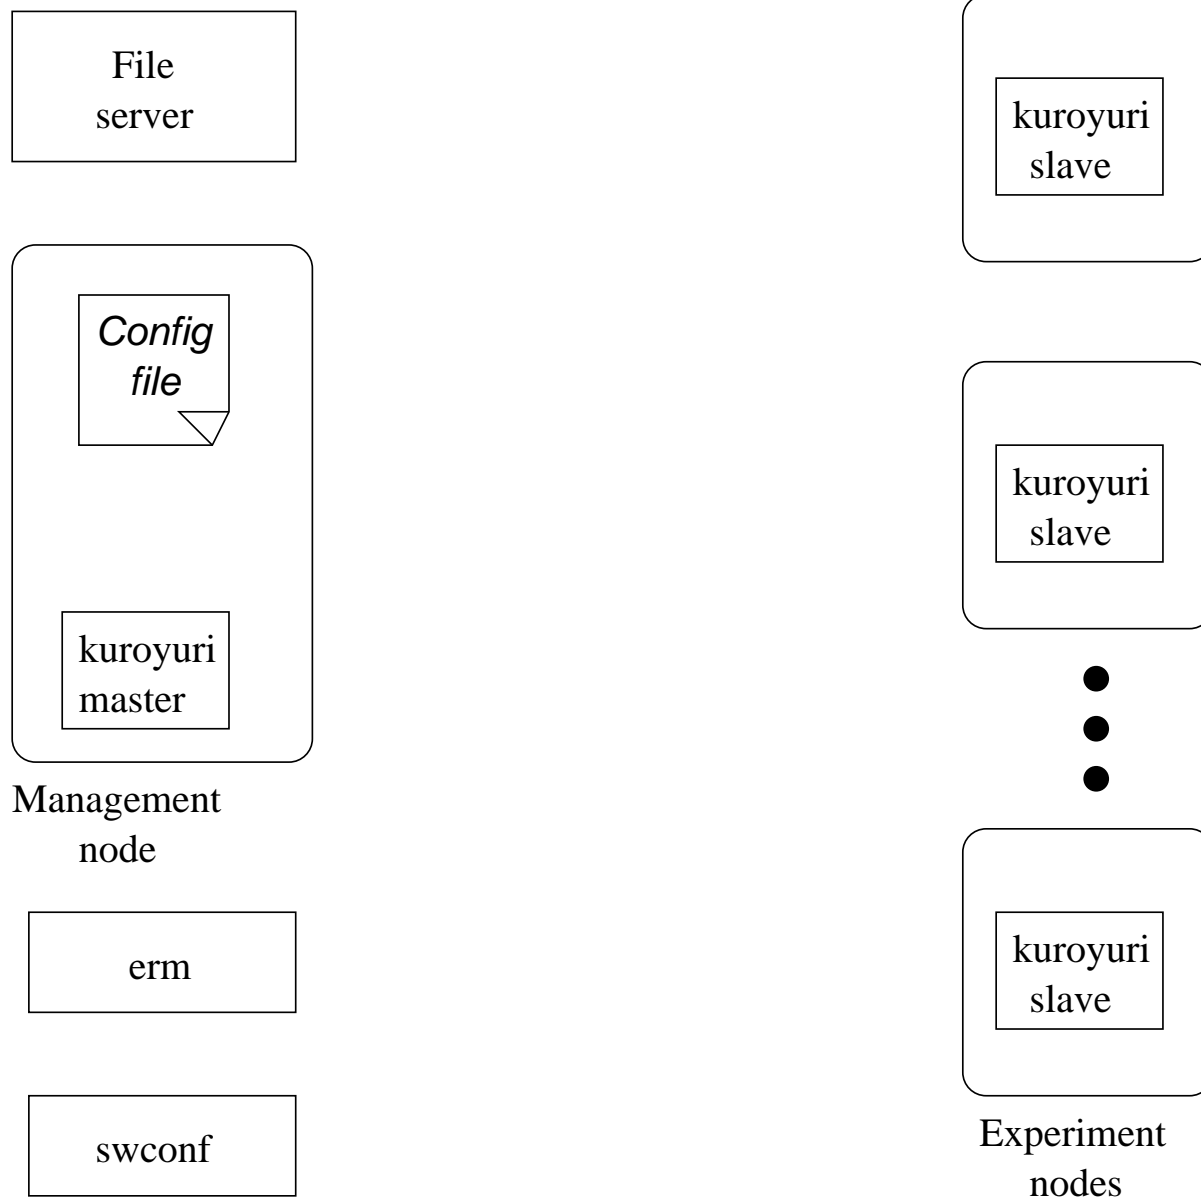 File
server
Config
file
kuroyuri
master
Management
node
erm
swconf
kuroyuri
slave
kuroyuri
slave
kuroyuri
slave
Experiment
nodes